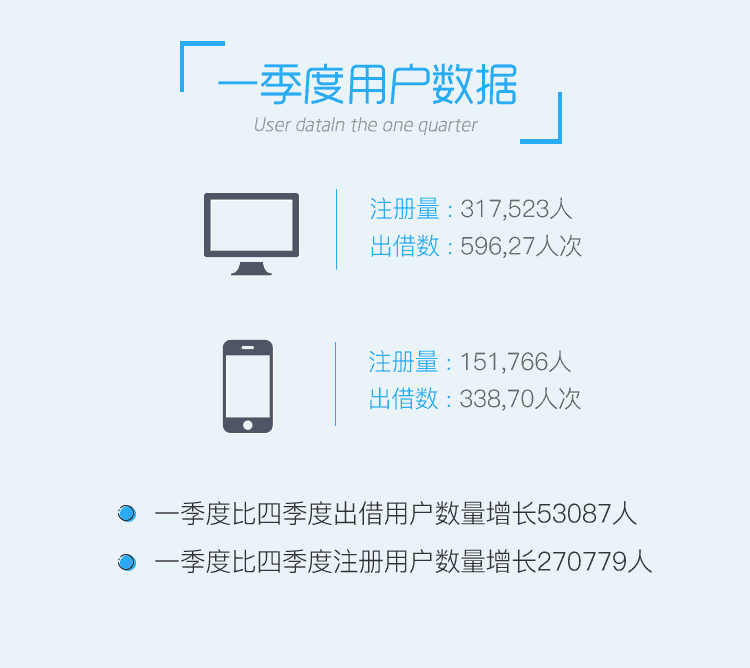 一季度用户数据
User dataIn the one quarter
注册量：317,523人
出借数：596,27人次
注册量：151,766人
出借数：338,70人次
一季度比四季度出借用户数量增长53087人
一季度比四季度注册用户数量增长270779人